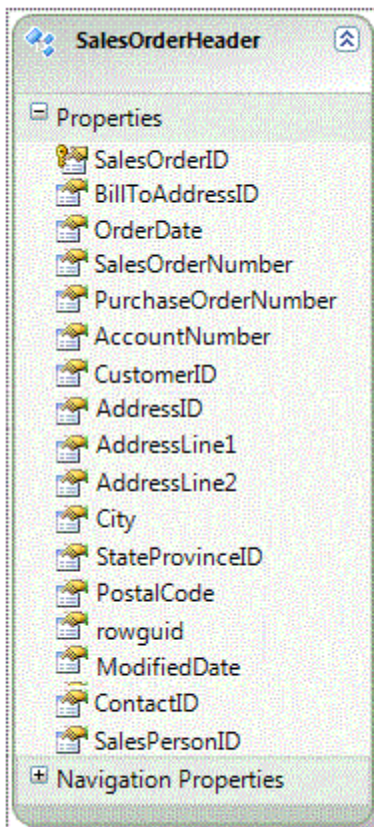 SalesOrderHeader
Properties
SalesOrderID
BillToAddressID
OrderDate
SalesOrderNumber
PurchaseOrderNumber
AccountNumber
CustomerID
AddressID
AddressLine1
AddressLine2
City
StateProvinceID
PostalCode
rowguid
ModifiedDate
ContactID
SalesPersonID
Navigation Properties